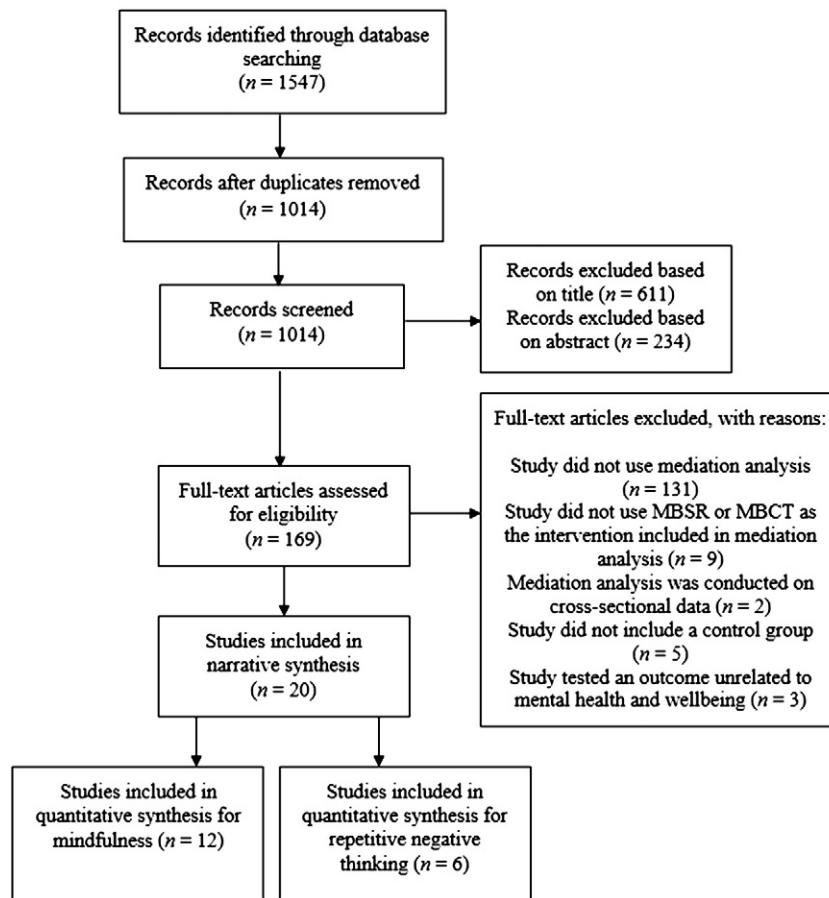 Records identified through database
searching
(n = 1547)
Records after duplicates removed
(n = 1014)
Records screened
(n = 1014)
Records excluded based
on title (n = 611)
Records excluded based
on abstract (n = 234)
Full-text articles assessed
for eligibility
(n = 169)
Full-text articles excluded, with reasons:
Study did not use mediation analysis
(n = 131)
Study did not use MBSR or MBCT as
the intervention included in mediation
analysis (n = 9)
Mediation analysis was conducted on
cross-sectional data (n = 2)
Study did not include a control group
(n = 5)
Study tested an outcome unrelated to
mental health and wellbeing (n = 3)
Studies included in
narrative synthesis
(n = 20)
Studies included in
quantitative synthesis for
mindfulness (n = 12)
Studies included in
quantitative synthesis for
repetitive negative
thinking (n = 6)